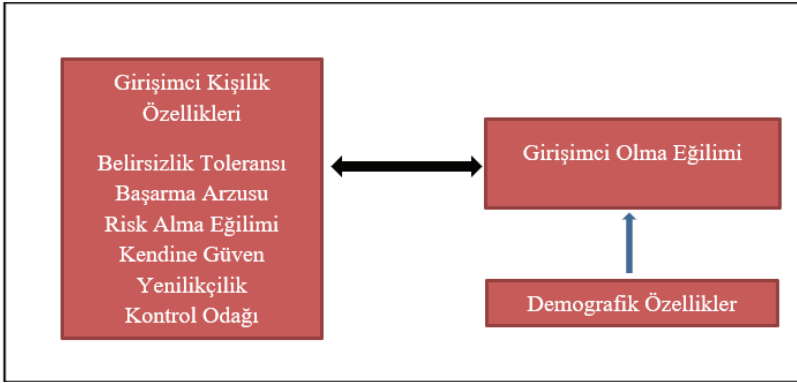 Girişimci Kişilik
Özellikleri
Belirsizlik Toleransı
Başarma Arzusu
Risk Alma Eğilimi
Kendine Güven
Yenilikçilik
Kontrol Odağı
Girişimci Olma Eğilimi
Demografik Özellikler